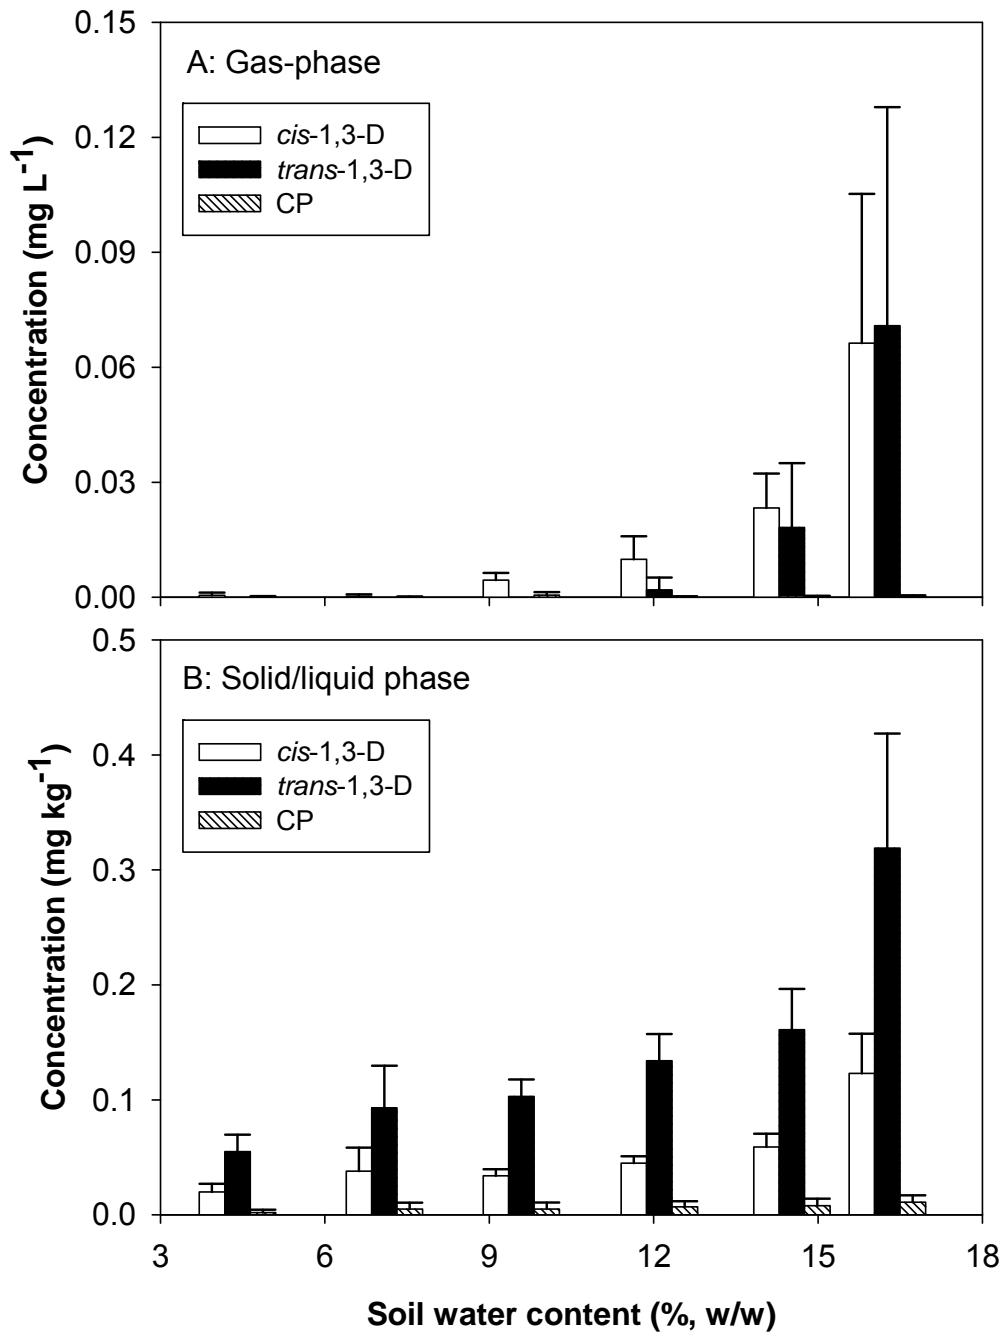 A: Gas-phase
cis-1,3-D
trans-1,3-D
CP
0.15
0.12
0.09
0.06
0.03
0.00
Concentration (mg L⁻¹)
B: Solid/liquid phase
cis-1,3-D
trans-1,3-D
CP
0.5
0.4
0.3
0.2
0.1
0.0
Concentration (mg kg⁻¹)
3 6 9 12 15 18
Soil water content (%, w/w)